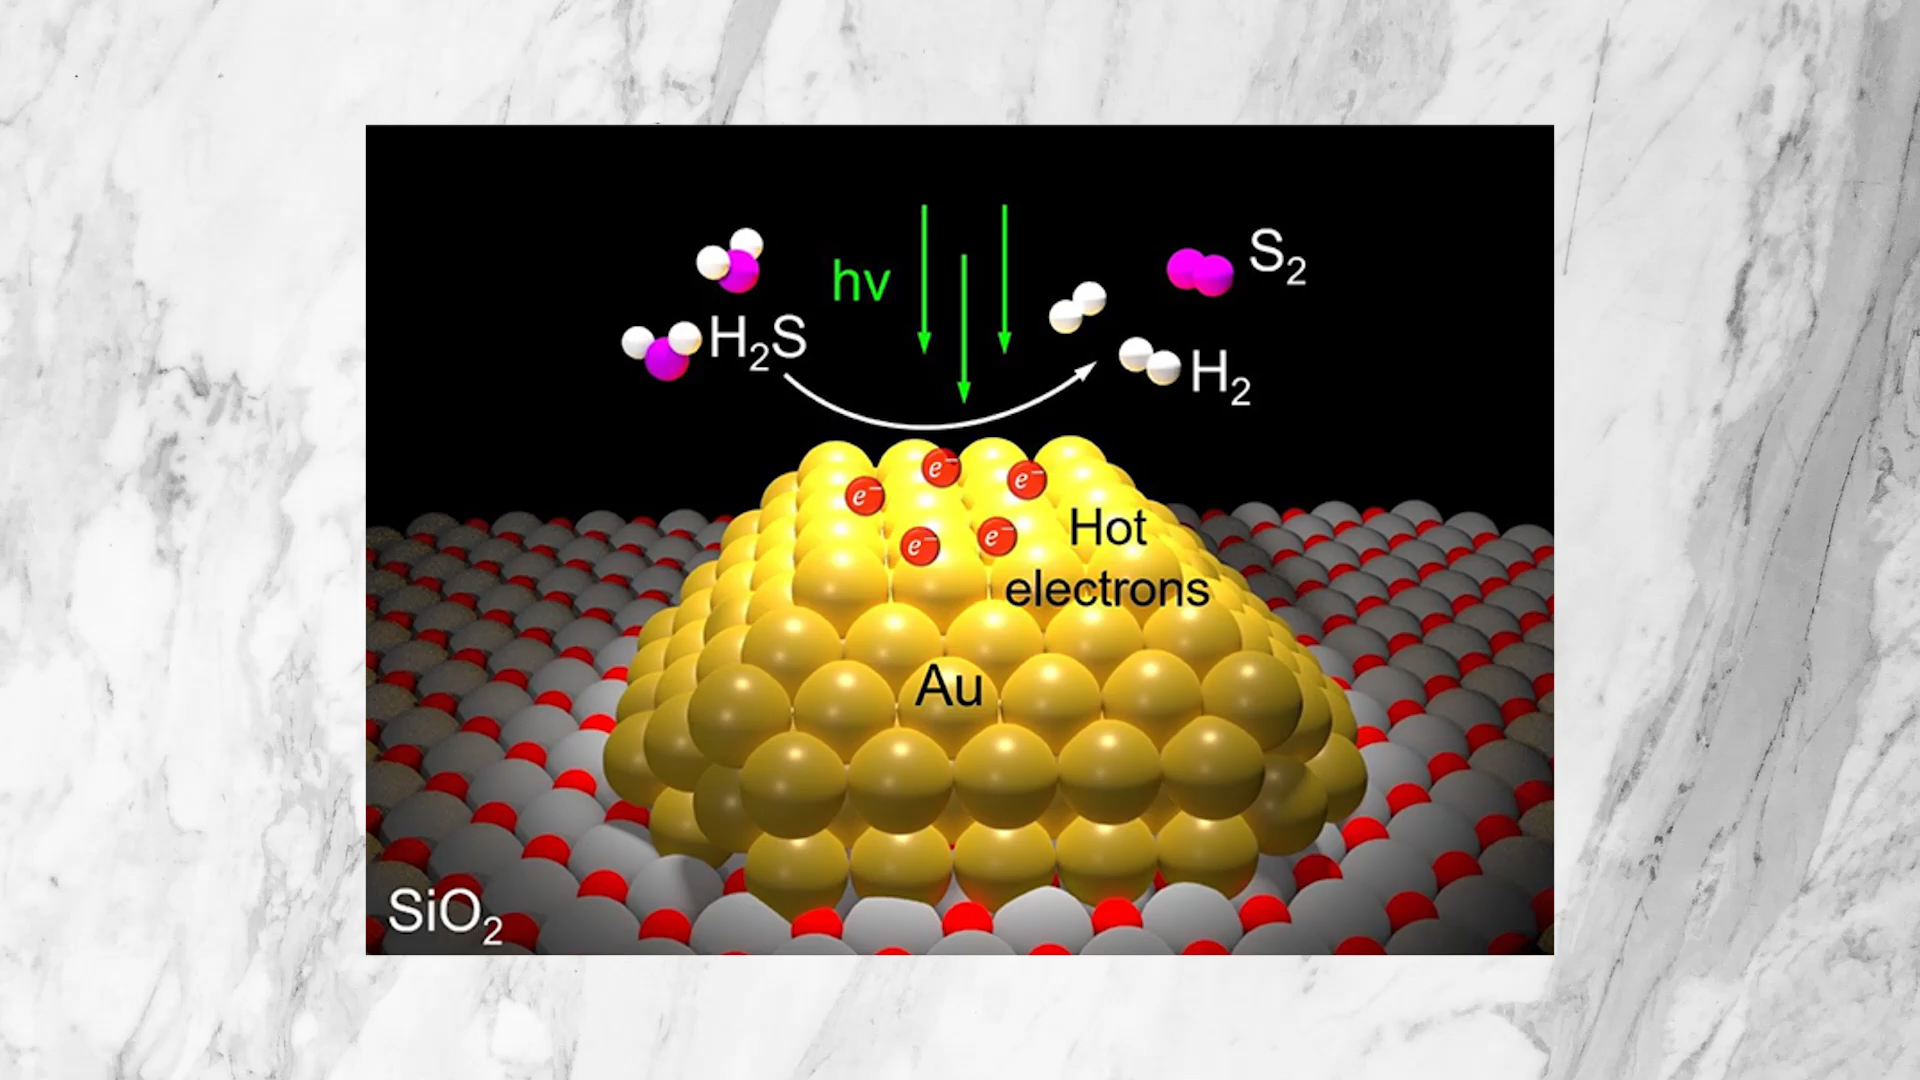 S₂
hv
H₂S
H₂
e⁻
e⁻
e⁻
e⁻
e⁻
Hot
electrons
Au
SiO₂